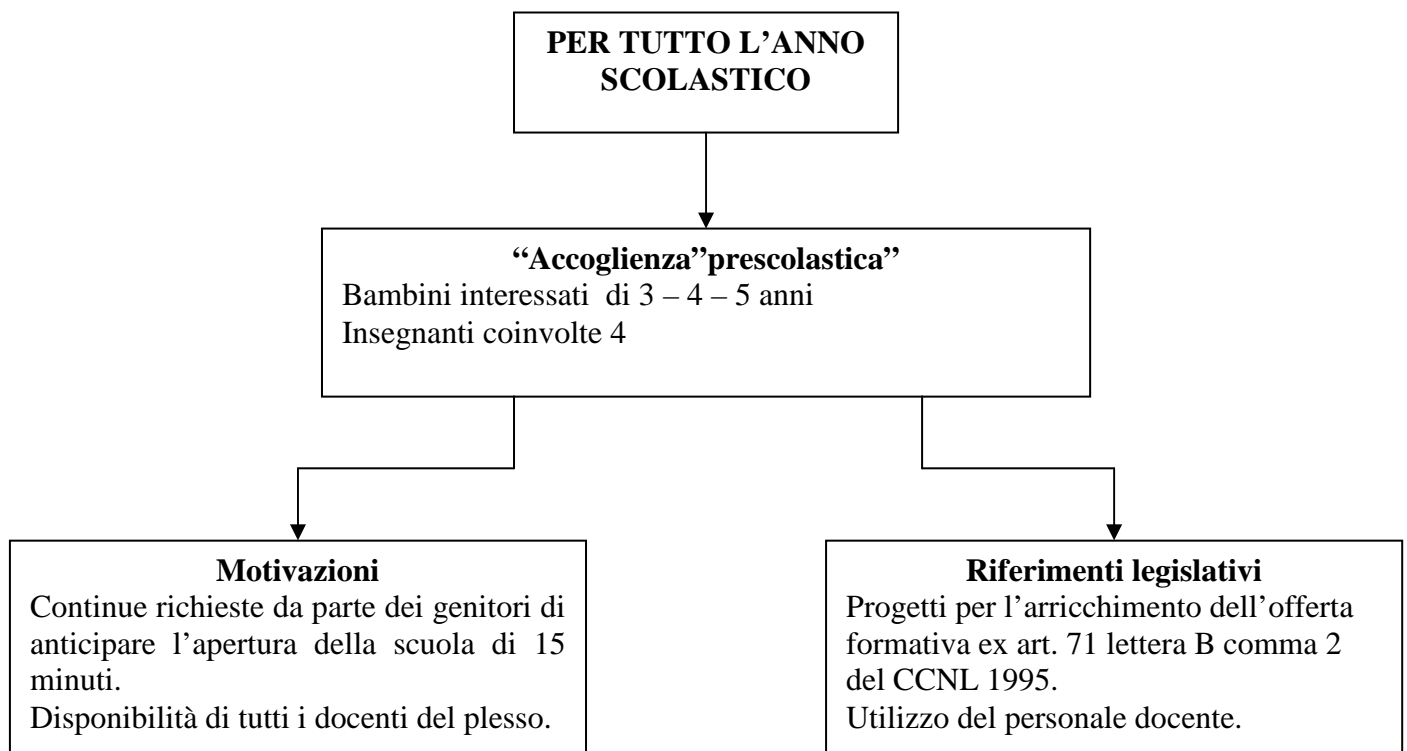 PER TUTTO L’ANNO
SCOLASTICO
“Accoglienza”prescolastica”
Bambini interessati  di 3 – 4 – 5 anni
Insegnanti coinvolte 4
Motivazioni
Continue richieste da parte dei genitori di
anticipare l’apertura della scuola di 15
minuti.
Disponibilità di tutti i docenti del plesso.
Riferimenti legislativi
Progetti per l’arricchimento dell’offerta
formativa ex art. 71 lettera B comma 2
del CCNL 1995.
Utilizzo del personale docente.